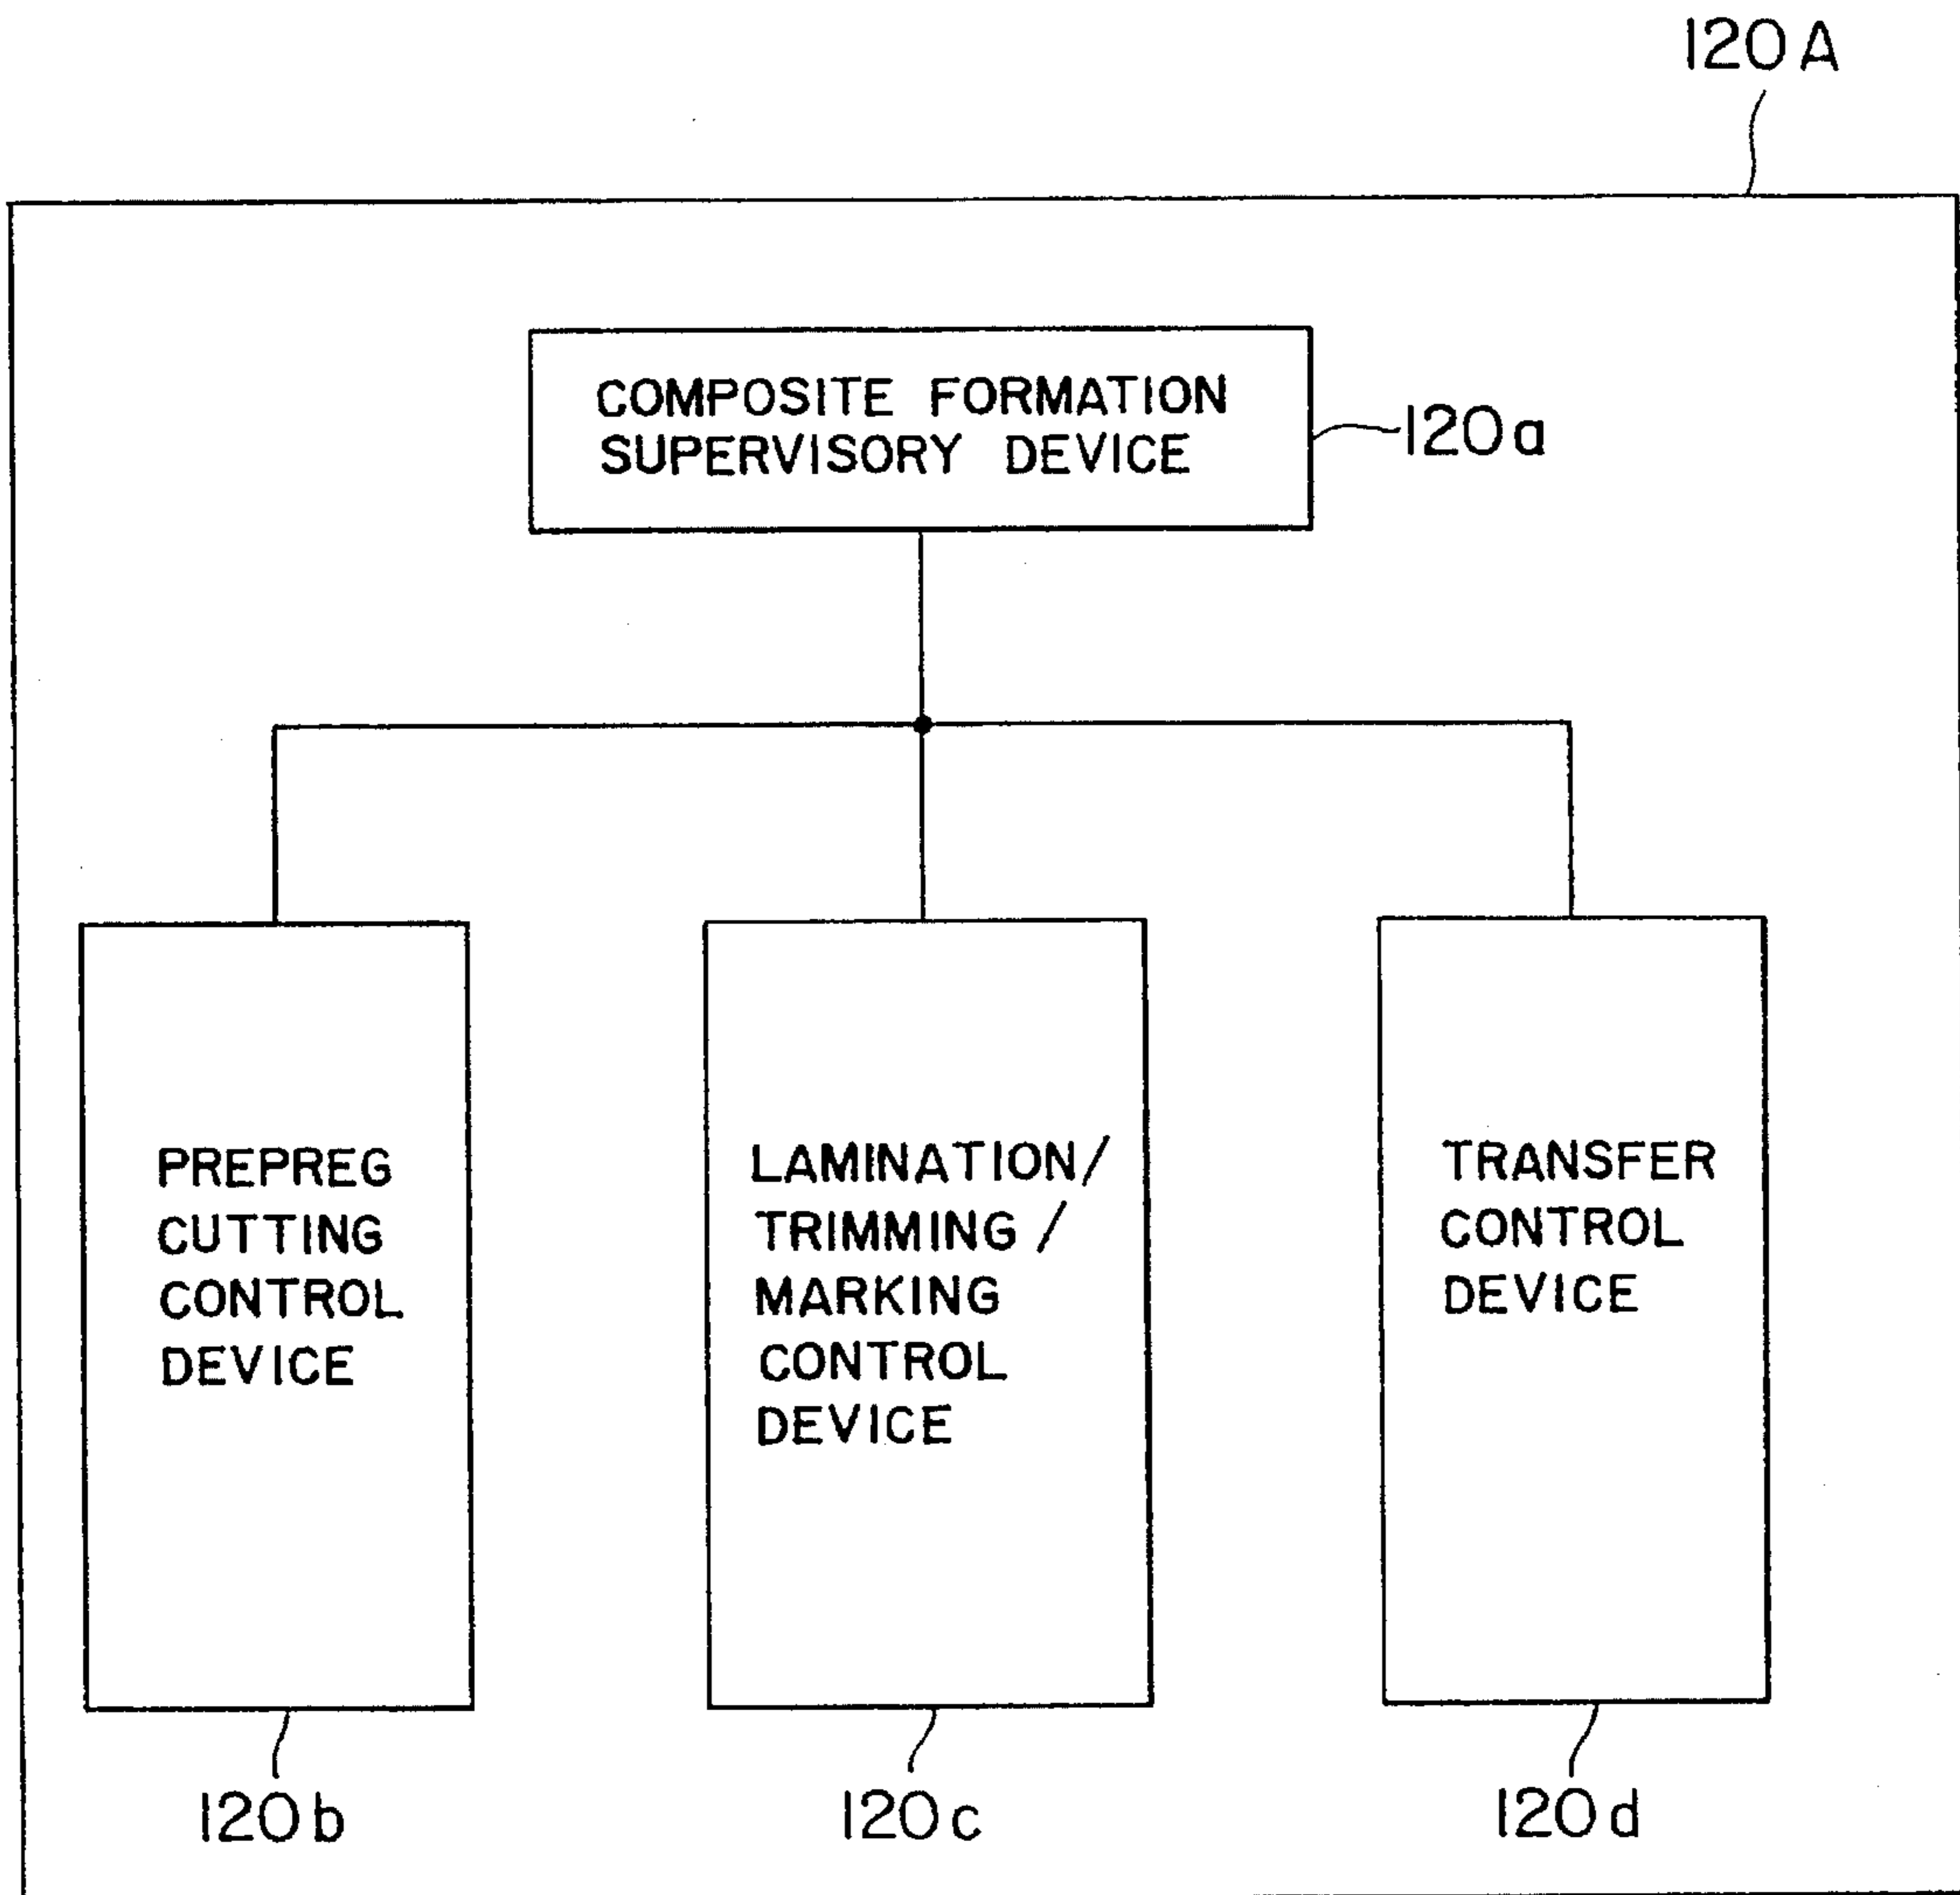 120A
COMPOSITE FORMATION
SUPERVISORY DEVICE
120a
PREPREG
CUTTING
CONTROL
DEVICE
LAMINATION/
TRIMMING/
MARKING
CONTROL
DEVICE
TRANSFER
CONTROL
DEVICE
120b
120c
120d